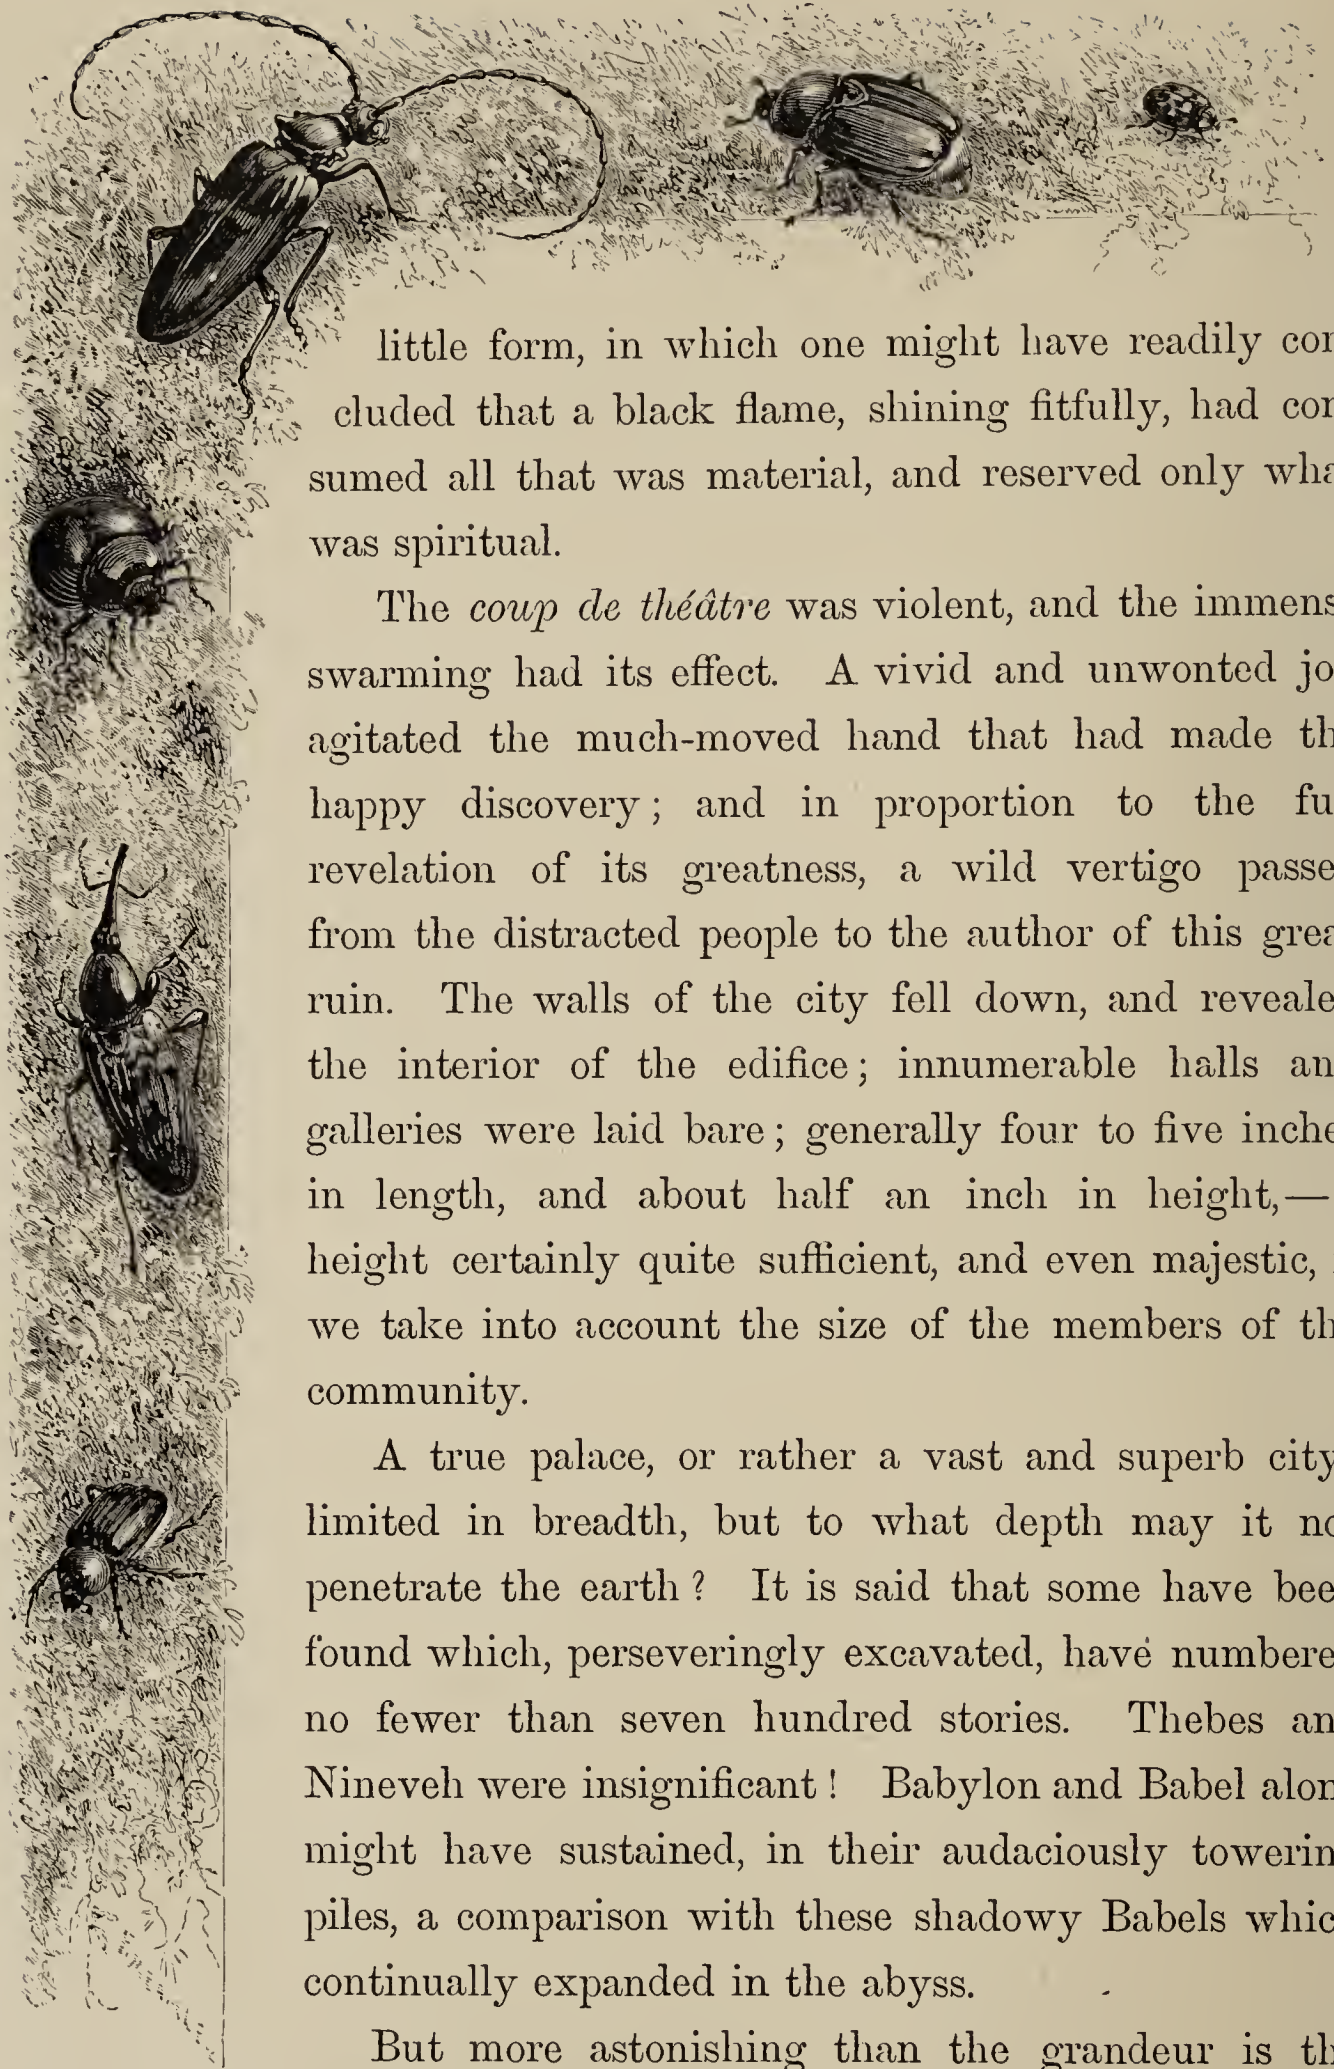 little form, in which one might have readily con
cluded that a black flame, shining fitfully, had con
sumed all that was material, and reserved only wha
was spiritual.
The coup de théâtre was violent, and the immens
swarming had its effect. A vivid and unwonted jo
agitated the much-moved hand that had made th
happy discovery; and in proportion to the fu
revelation of its greatness, a wild vertigo passe
from the distracted people to the author of this grea
ruin. The walls of the city fell down, and reveale
the interior of the edifice; innumerable halls an
galleries were laid bare; generally four to five inche
in length, and about half an inch in height,—
height certainly quite sufficient, and even majestic,
we take into account the size of the members of th
community.
A true palace, or rather a vast and superb city
limited in breadth, but to what depth may it no
penetrate the earth? It is said that some have bee
found which, perseveringly excavated, have numbere
no fewer than seven hundred stories. Thebes an
Nineveh were insignificant! Babylon and Babel alon
might have sustained, in their audaciously towerin
piles, a comparison with these shadowy Babels whic
continually expanded in the abyss.
But more astonishing than the grandeur is th